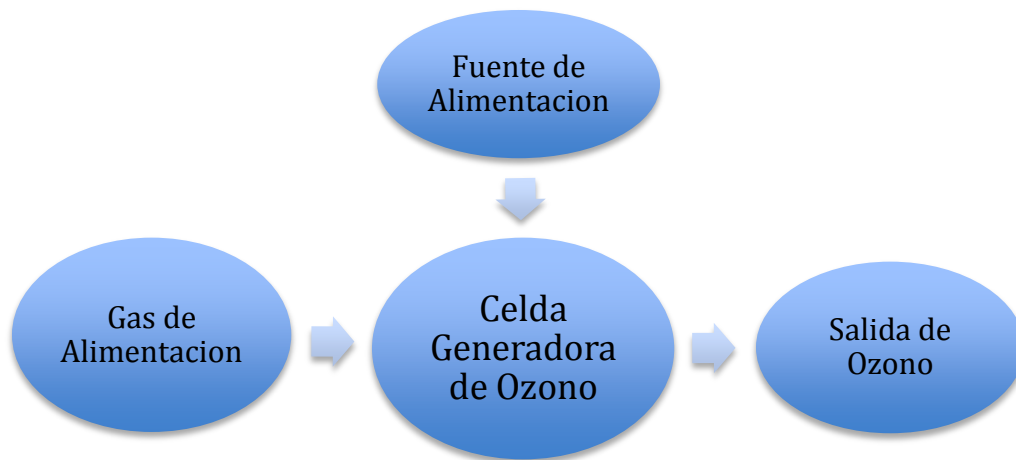 Fuente de
Alimentacion
Gas de
Alimentacion
Celda
Generadora
de Ozono
Salida de
Ozono